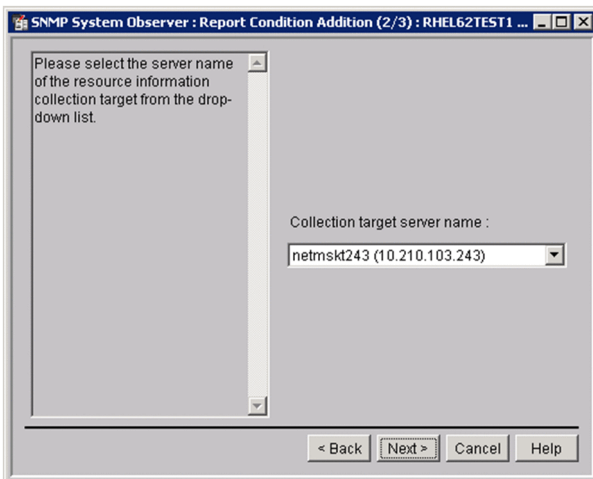 SNMP System Observer : Report Condition Addition (2/3) : RHEL62TEST1 ...
Please select the server name
of the resource information
collection target from the drop-
down list.
Collection target server name :
netmskt243 (10.210.103.243)
< Back Next > Cancel Help